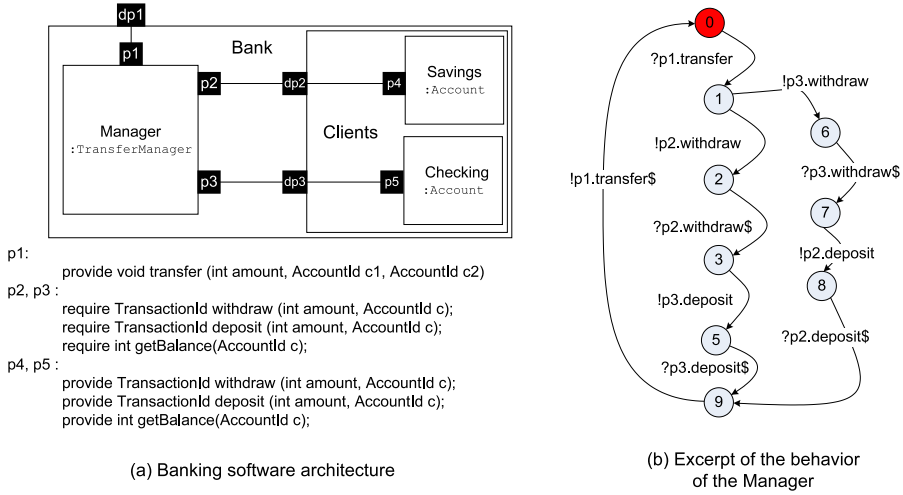 dp1
Bank
p1
p2
dp2
p4
Savings
:Account
Manager
:TransferManager
Clients
p3
dp3
p5
Checking
:Account
p1:
provide void transfer (int amount, AccountId c1, AccountId c2)
p2, p3 :
require TransactionId withdraw (int amount, AccountId c);
require TransactionId deposit (int amount, AccountId c);
require int getBalance(AccountId c);
p4, p5 :
provide TransactionId withdraw (int amount, AccountId c);
provide TransactionId deposit (int amount, AccountId c);
provide int getBalance(AccountId c);
(a) Banking software architecture
0
?p1.transfer
!p3.withdraw
1
6
!p2.withdraw
?p3.withdraw$
!p1.transfer$
2
7
?p2.withdraw$
!p2.deposit
3
8
!p3.deposit
?p2.deposit$
5
?p3.deposit$
9
(b) Excerpt of the behavior
of the Manager